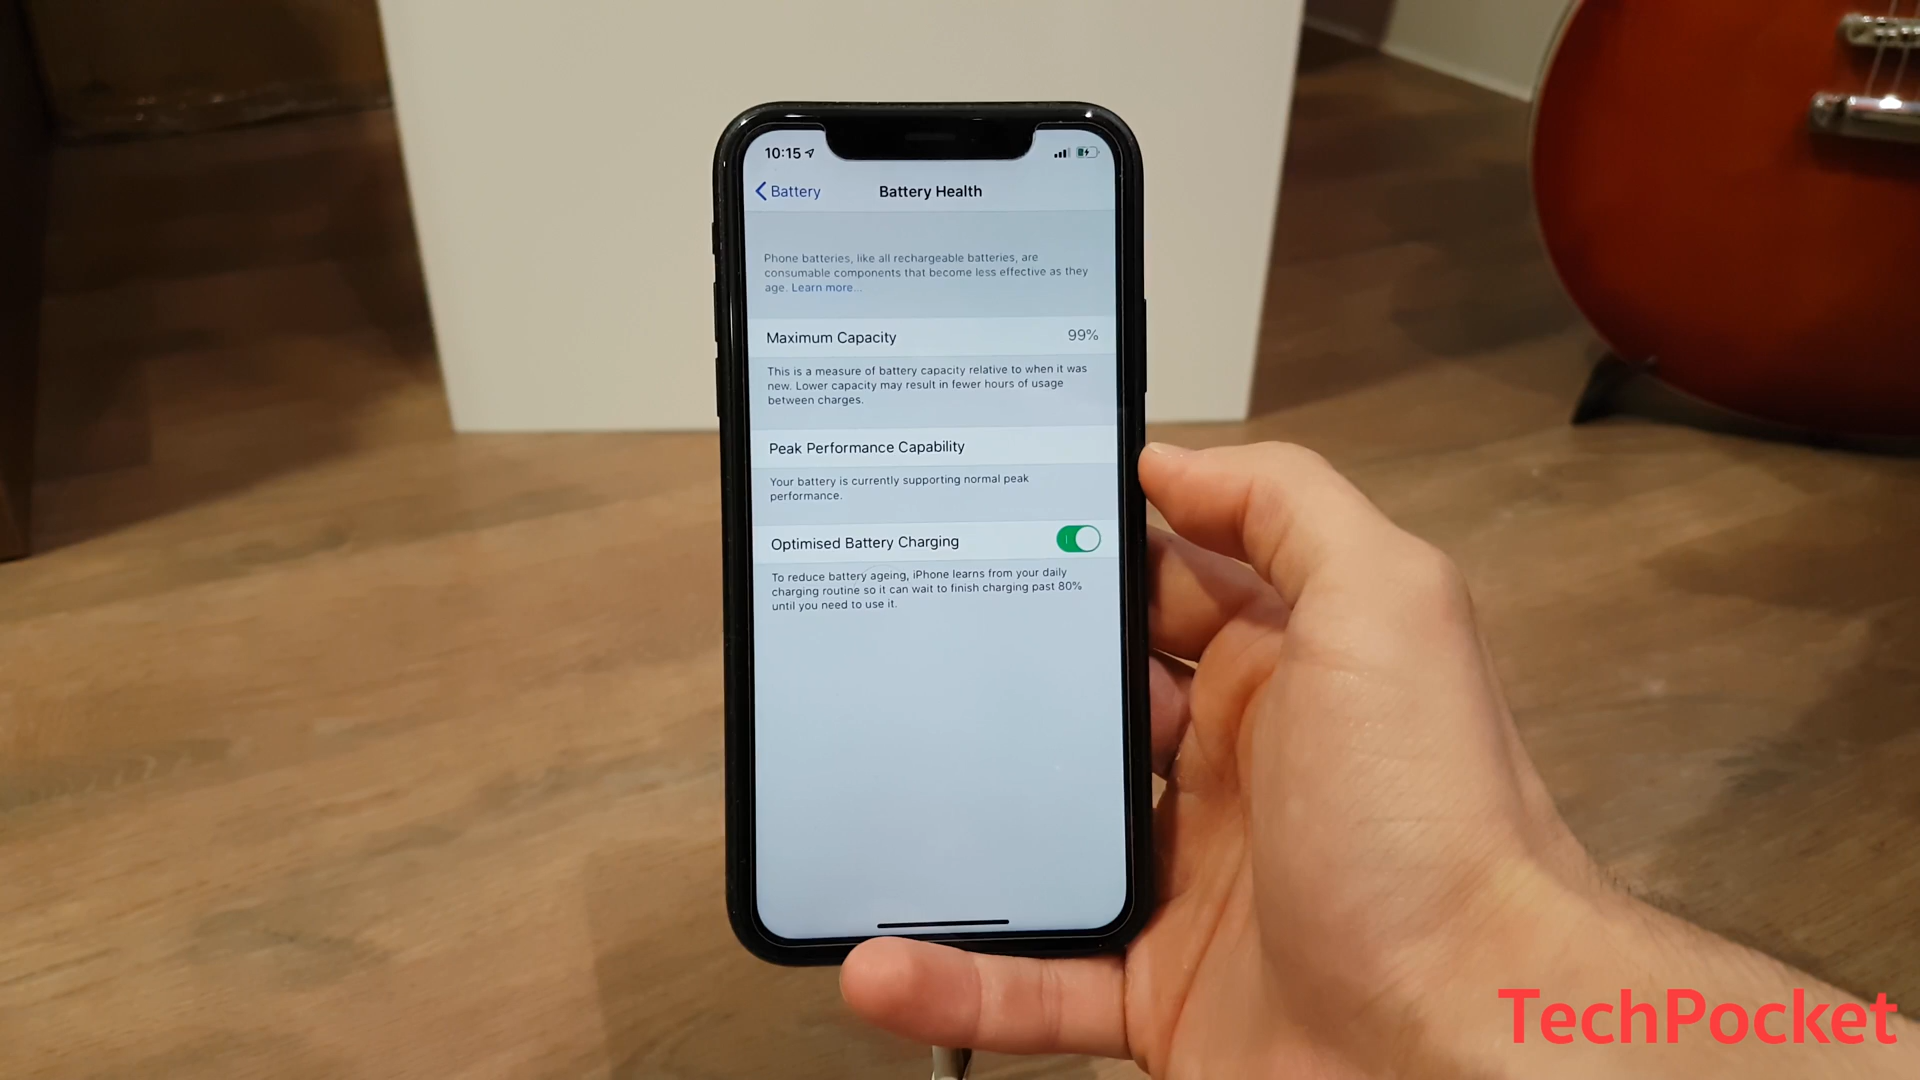 10:15
Battery
Battery Health
Phone batteries, like all rechargeable batteries, are
consumable components that become less effective as they
age. Learn more...
Maximum Capacity 99%
This is a measure of battery capacity relative to when it was
new. Lower capacity may result in fewer hours of usage
between charges.
Peak Performance Capability
Your battery is currently supporting normal peak
performance.
Optimised Battery Charging
To reduce battery ageing, iPhone learns from your daily
charging routine so it can wait to finish charging past 80%
until you need to use it.
TechPocket